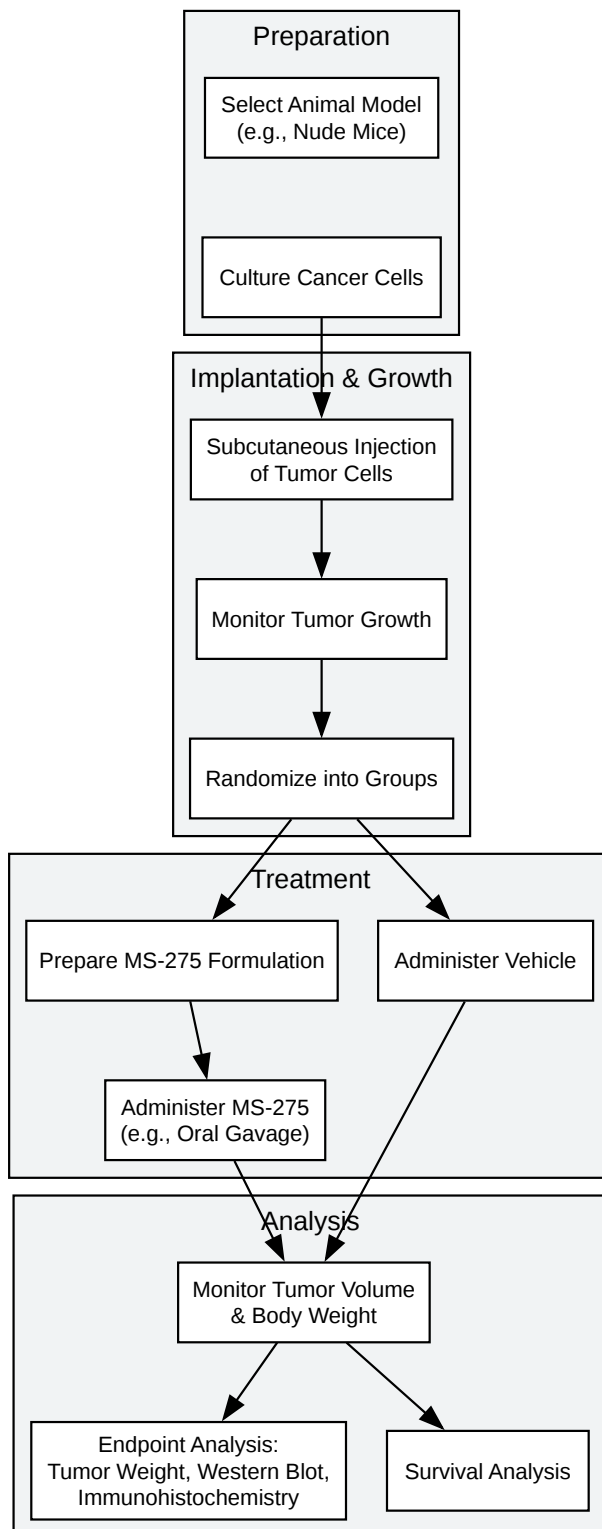 Preparation
Select Animal Model
(e.g., Nude Mice)
Culture Cancer Cells
Implantation & Growth
Subcutaneous Injection
of Tumor Cells
Monitor Tumor Growth
Randomize into Groups
Treatment
Prepare MS-275 Formulation
Administer Vehicle
Administer MS-275
(e.g., Oral Gavage)
Analysis
Monitor Tumor Volume
& Body Weight
Endpoint Analysis:
Tumor Weight, Western Blot,
Immunohistochemistry
Survival Analysis